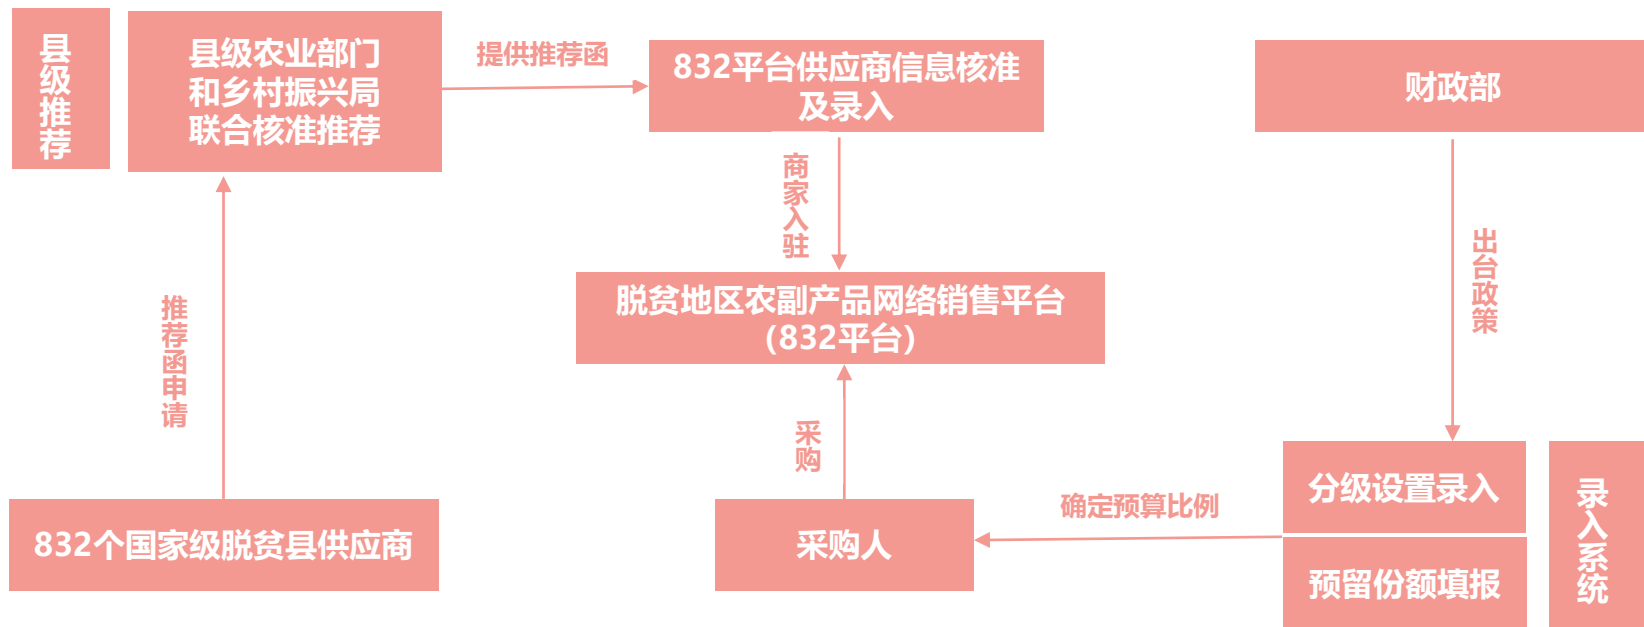 县级推荐
县级农业部门
和乡村振兴局
联合核准推荐
提供推荐函
832平台供应商信息核准
及录入
财政部
商家入驻
出台政策
推荐函申请
脱贫地区农副产品网络销售平台
（832平台）
采购
832个国家级脱贫县供应商
采购人
确定预算比例
分级设置录入
预留份额填报
录入系统